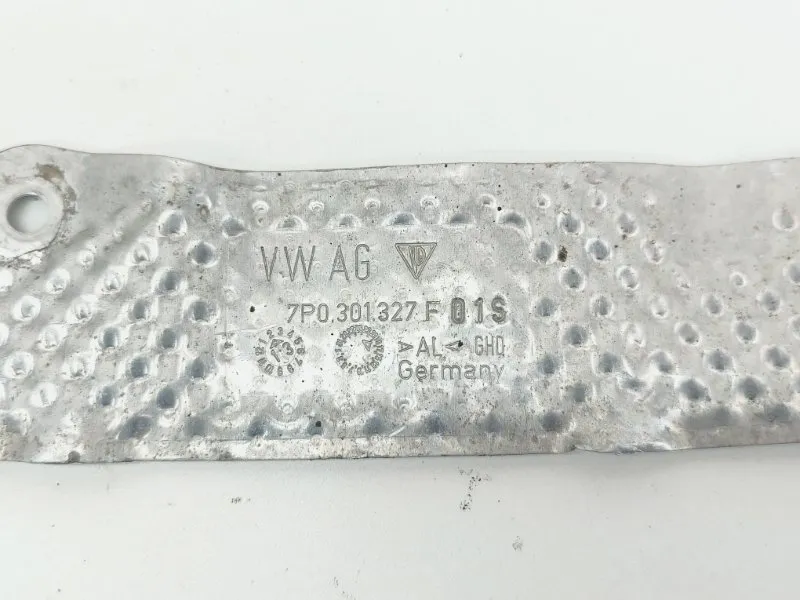 VW AG
7P0.301.327.F 01S
>AL< GHD
Germany